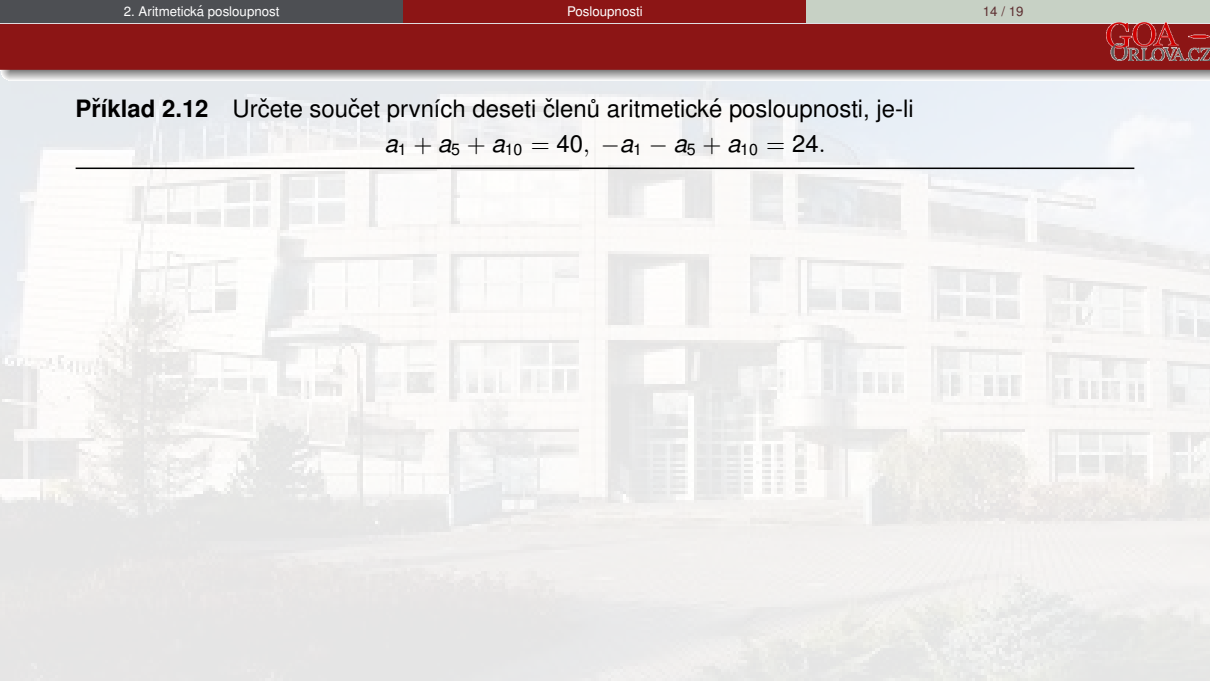 2. Aritmetická posloupnost
Posloupnosti
14 / 19
GOA –
ORLOVA.CZ
Příklad 2.12 Určete součet prvních deseti členů aritmetické posloupnosti, je-li
a₁ + a₅ + a₁₀ = 40, −a₁ − a₅ + a₁₀ = 24.